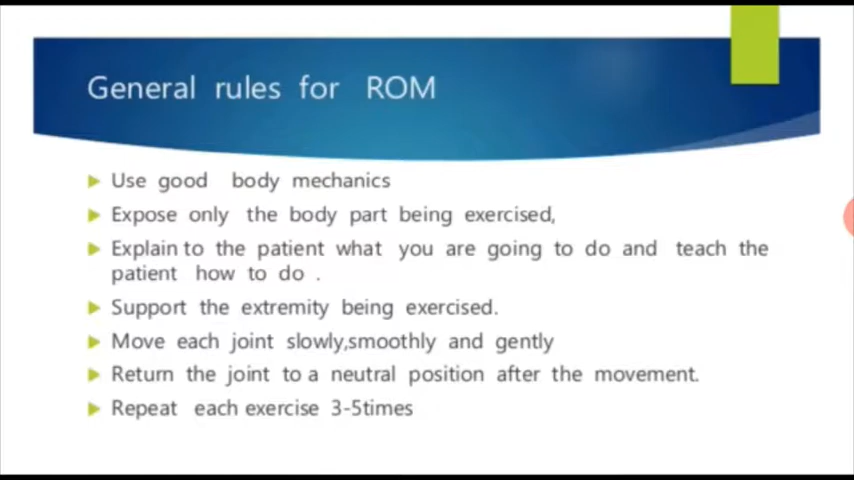 General rules for ROM
Use good body mechanics
Expose only the body part being exercised,
Explain to the patient what you are going to do and teach the
patient how to do .
Support the extremity being exercised.
Move each joint slowly,smoothly and gently
Return the joint to a neutral position after the movement.
Repeat each exercise 3-5times